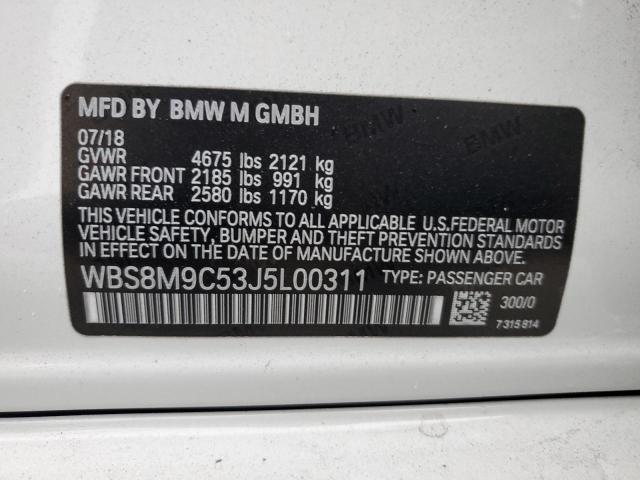 MFD BY BMW M GMBH
07/18
GVWR 4675 lbs 2121 kg
GAWR FRONT 2185 lbs 991 kg
GAWR REAR 2580 lbs 1170 kg
THIS VEHICLE CONFORMS TO ALL APPLICABLE U.S.FEDERAL MOTOR
VEHICLE SAFETY, BUMPER AND THEFT PREVENTION STANDARDS
IN EFFECT ON THE DATE OF MANUFACTURE SHOWN ABOVE.
WBS8M9C53J5L00311 TYPE: PASSENGER CAR
300/0
7315814